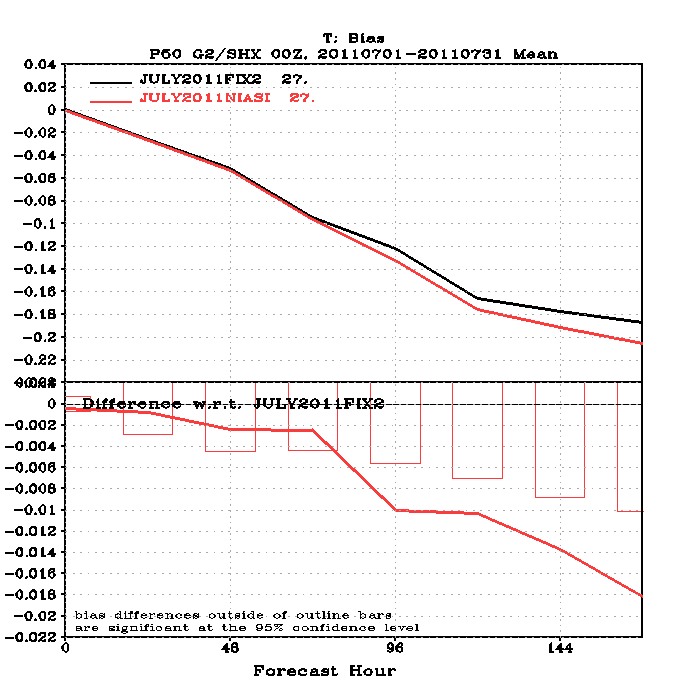 T: Bias
P50 G2/SHX 00Z, 20110701-20110731 Mean
0.04
0.02
0
-0.02
-0.04
-0.06
-0.08
-0.1
-0.12
-0.14
-0.16
-0.18
-0.2
-0.22
JULY2011FIX2 27.
JULY2011NIASI 27.
Difference w.r.t. JULY2011FIX2
0
-0.002
-0.004
-0.006
-0.008
-0.01
-0.012
-0.014
-0.016
-0.018
-0.02
-0.022
bias differences outside of outline bars
are significant at the 95% confidence level
0 48 96 144
Forecast Hour